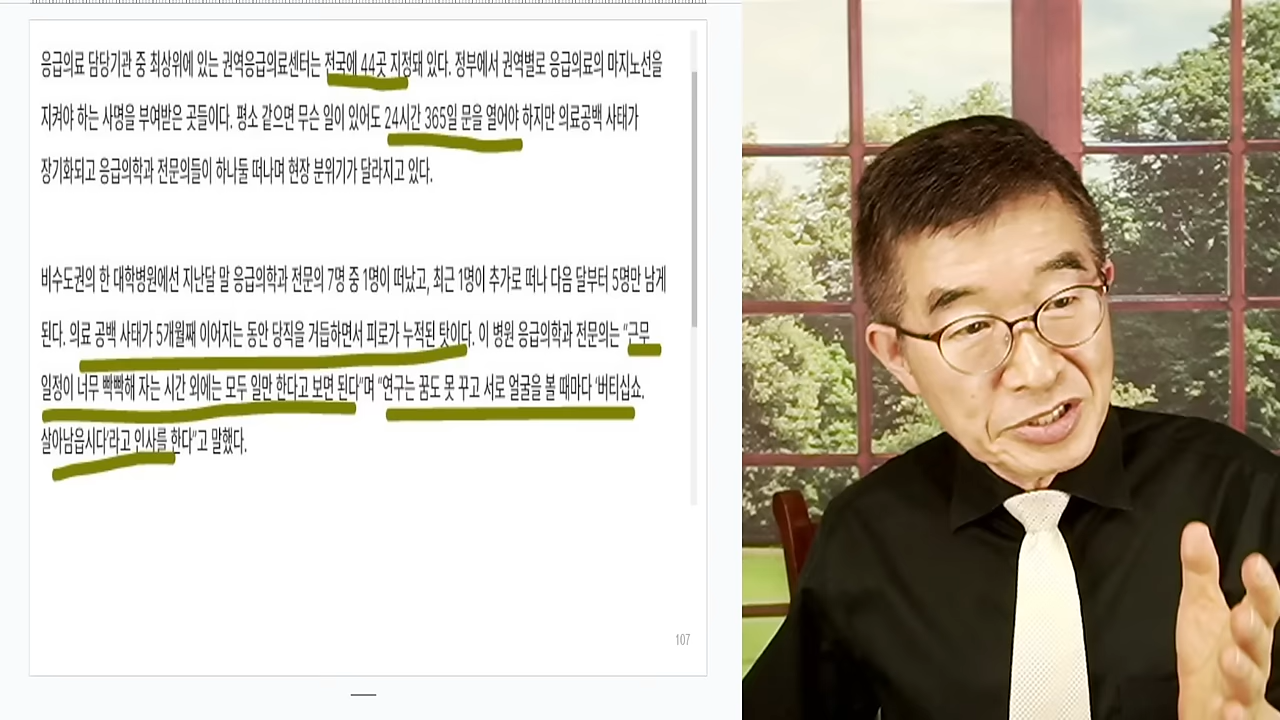 응급의료 담당기관 중 최상위에 있는 권역응급의료센터는 전국에 44곳 지정돼 있다. 정부에서 권역별로 응급의료의 마지노선을
지켜야 하는 사명을 부여받은 곳들이다. 평소 같으면 무슨 일이 있어도 24시간 365일 문을 열어야 하지만 의료공백 사태가
장기화되고 응급의학과 전문의들이 하나둘 떠나며 현장 분위기가 달라지고 있다.
비수도권의 한 대학병원에선 지난달 말 응급의학과 전문의 7명 중 1명이 떠났고, 최근 1명이 추가로 떠나 다음 달부터 5명만 남게
된다. 의료 공백 사태가 5개월째 이어지는 동안 당직을 거듭하면서 피로가 누적된 탓이다. 이 병원 응급의학과 전문의는 “근무
일정이 너무 빡빡해 자는 시간 외에는 모두 일만 한다고 보면 된다”며 “연구는 꿈도 못 꾸고 서로 얼굴을 볼 때마다 ‘버티십쇼.
살아남읍시다’라고 인사를 한다”고 말했다.
107